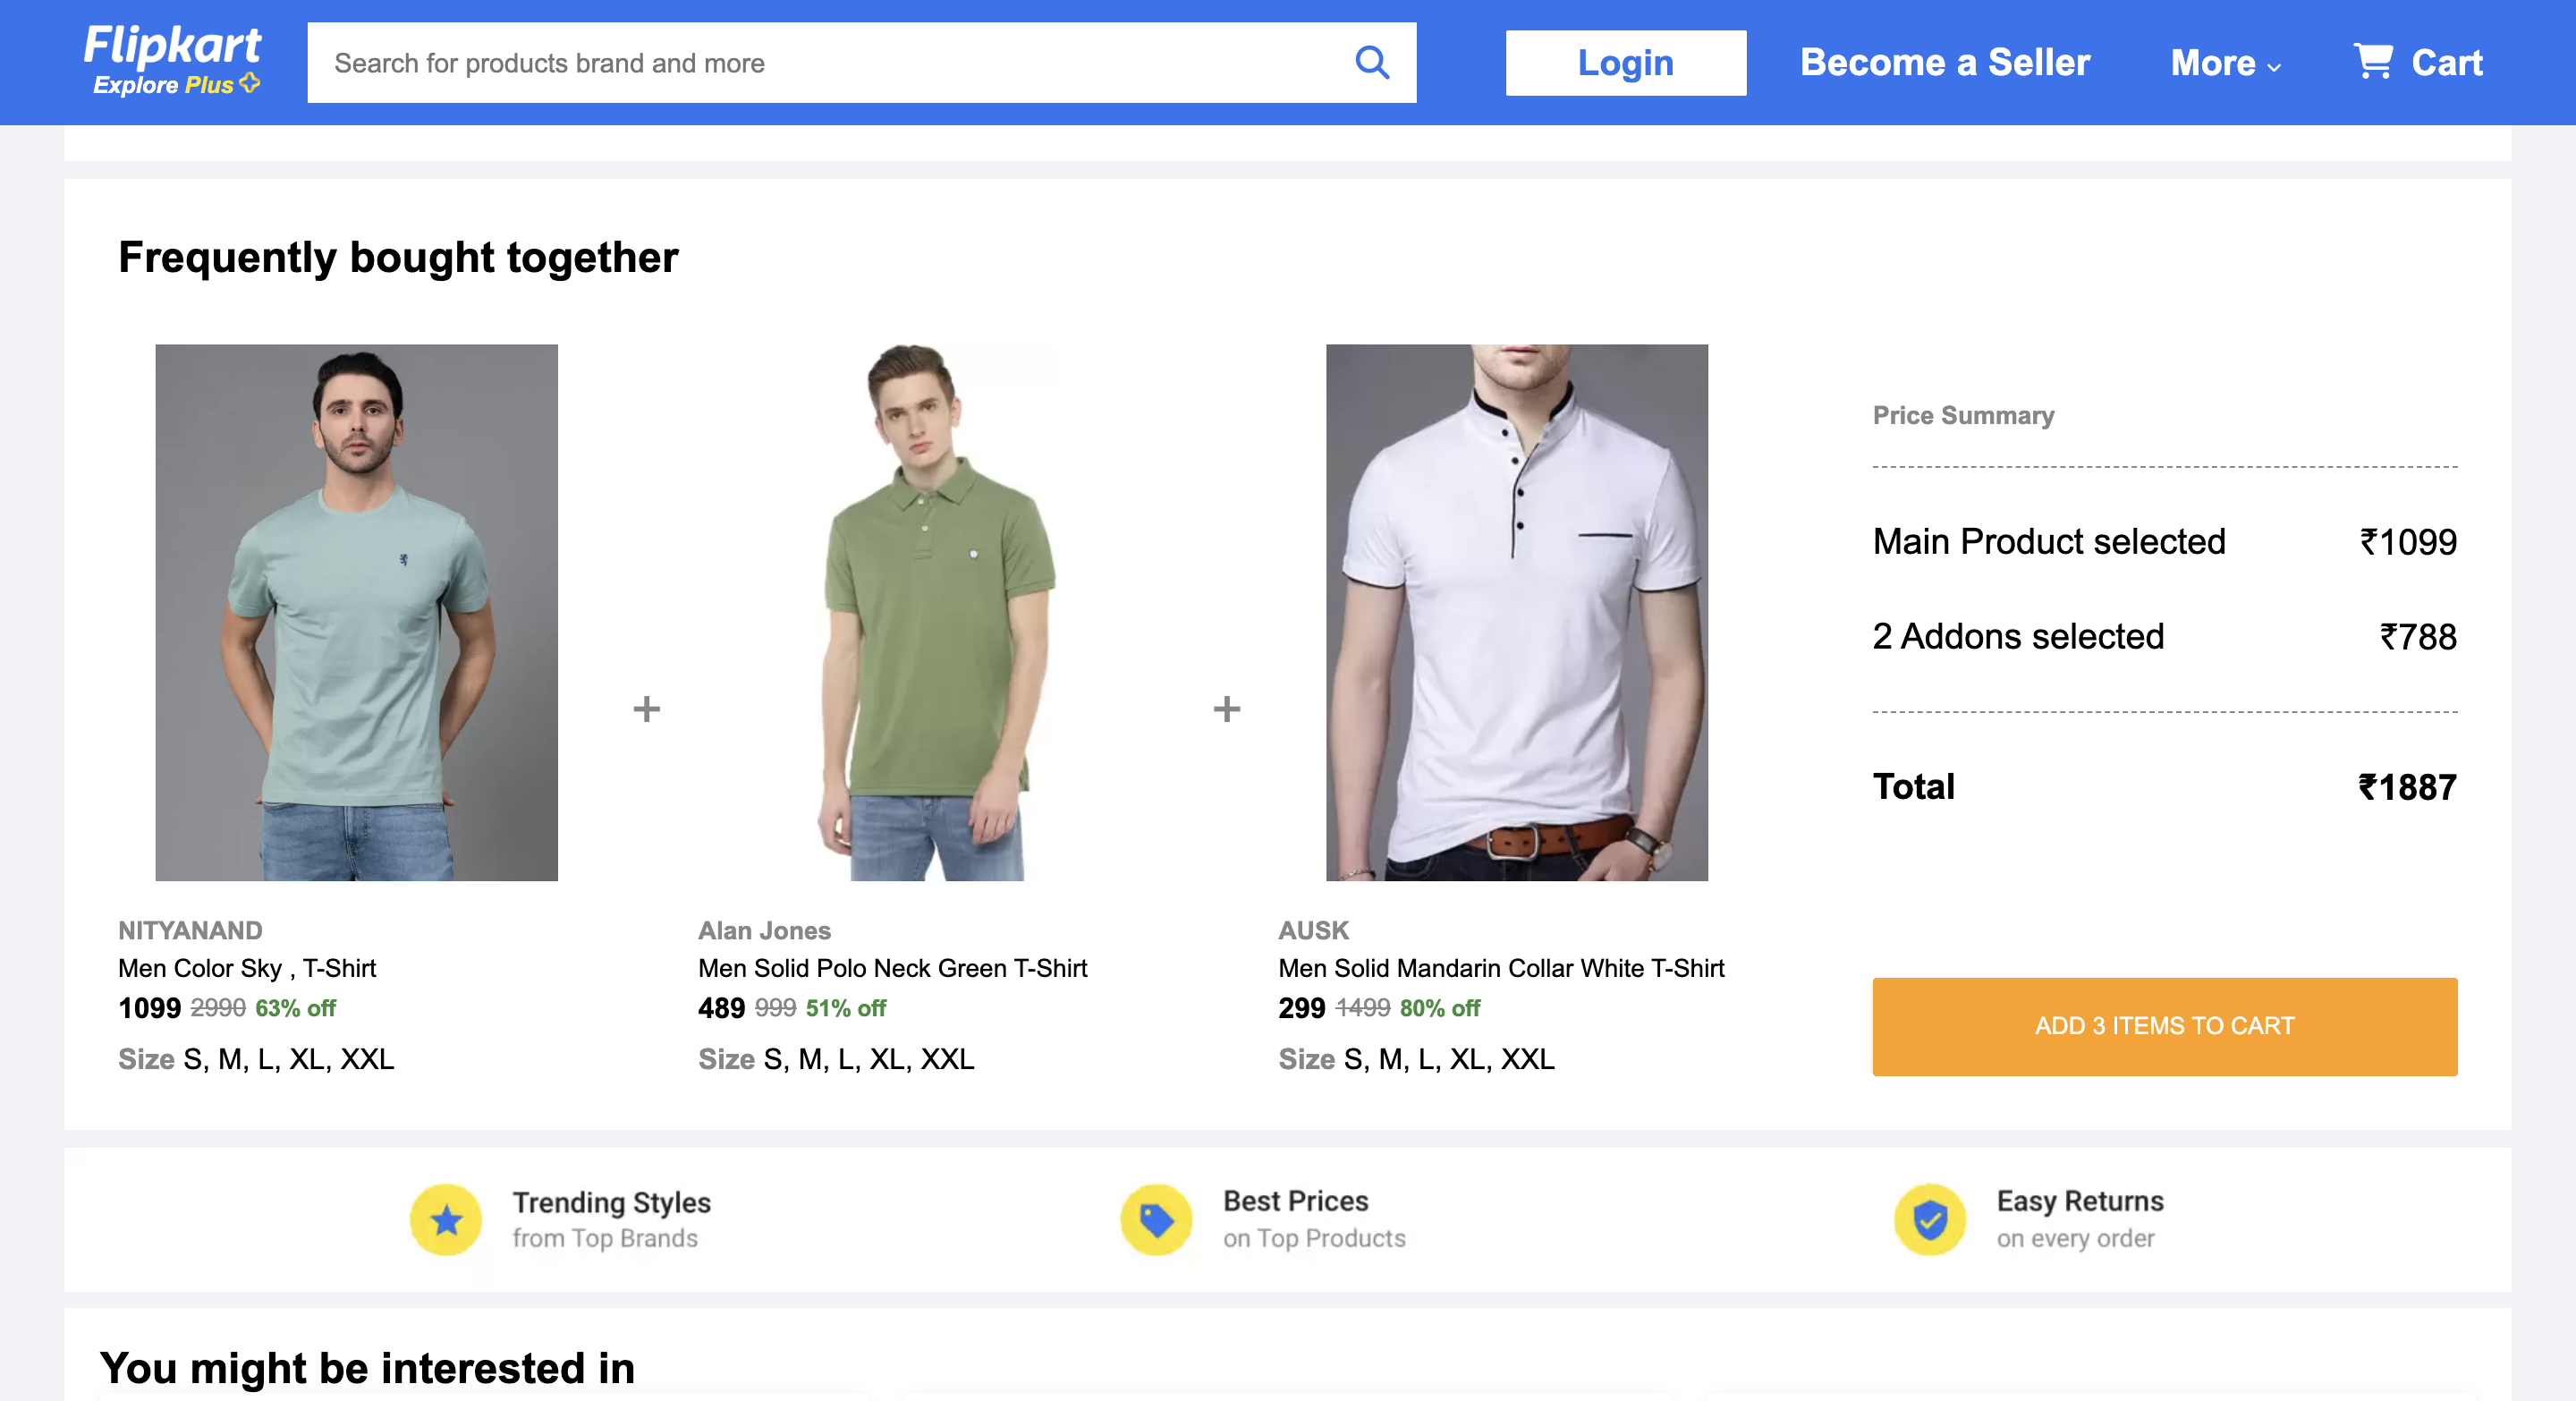 Flipkart
Explore Plus
Search for products brand and more
Login
Become a Seller
More
Cart
Frequently bought together
NITYANAND
Men Color Sky , T-Shirt
1099 2990 63% off
Size S, M, L, XL, XXL
+
Alan Jones
Men Solid Polo Neck Green T-Shirt
489 999 51% off
Size S, M, L, XL, XXL
+
AUSK
Men Solid Mandarin Collar White T-Shirt
299 1499 80% off
Size S, M, L, XL, XXL
Price Summary
Main Product selected ₹1099
2 Addons selected ₹788
Total ₹1887
ADD 3 ITEMS TO CART
Trending Styles
from Top Brands
Best Prices
on Top Products
Easy Returns
on every order
You might be interested in